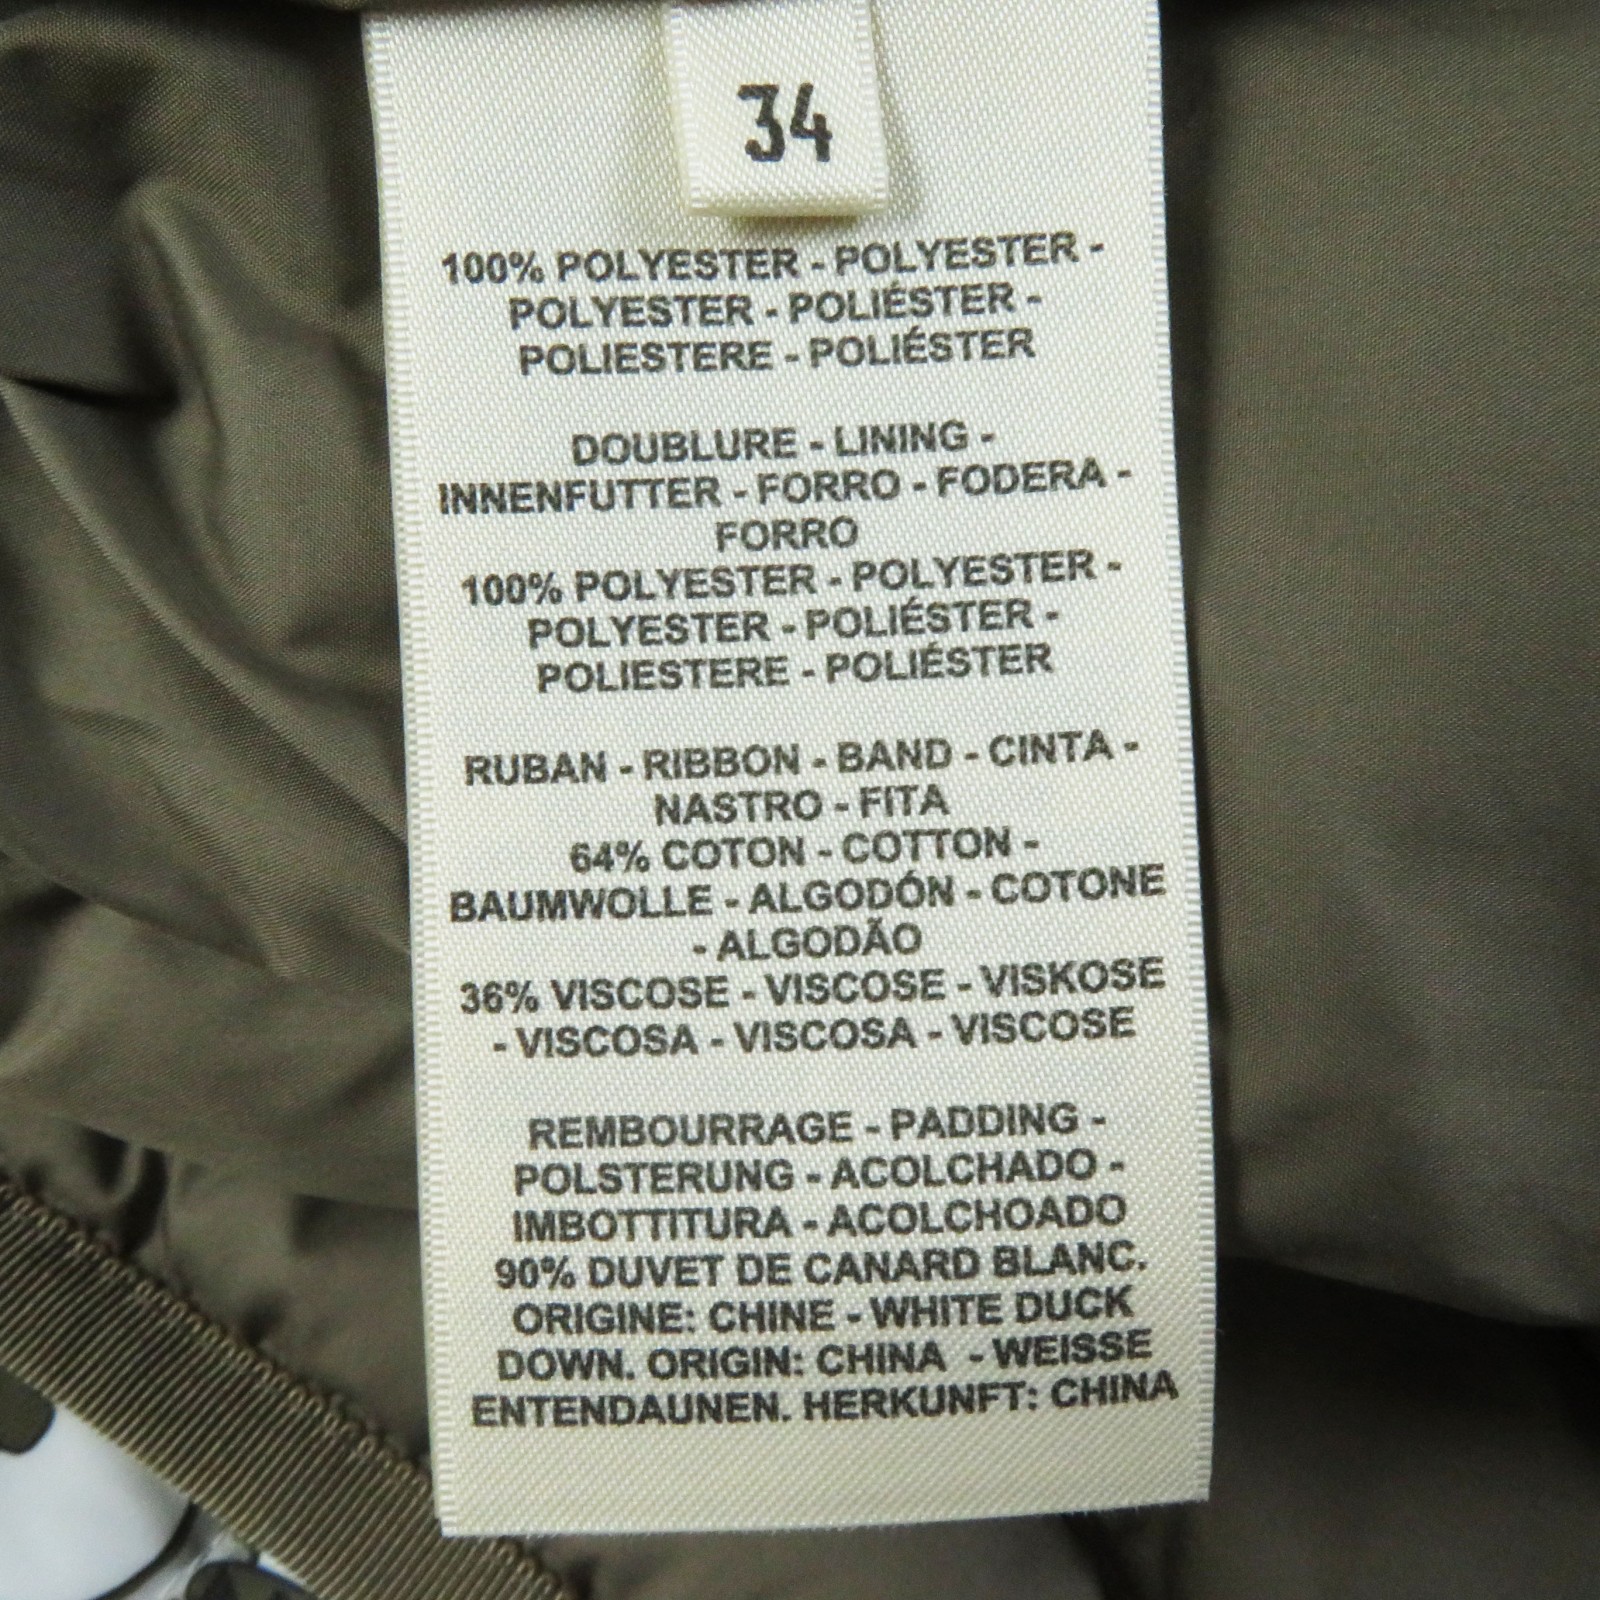 34
100% POLYESTER - POLYESTER -
POLYESTER - POLIÉSTER -
POLIESTERE - POLIÉSTER
DOUBLURE - LINING -
INNENFUTTER - FORRO - FODERA -
FORRO
100% POLYESTER - POLYESTER -
POLYESTER - POLIÉSTER -
POLIESTERE - POLIÉSTER
RUBAN - RIBBON - BAND - CINTA -
NASTRO - FITA
64% COTON - COTTON -
BAUMWOLLE - ALGODÓN - COTONE
- ALGODÃO
36% VISCOSE - VISCOSE - VISKOSE
- VISCOSA - VISCOSA - VISCOSE
REMBOURRAGE - PADDING -
POLSTERUNG - ACOLCHADO -
IMBOTTITURA - ACOLCHOADO
90% DUVET DE CANARD BLANC.
ORIGINE: CHINE - WHITE DUCK
DOWN. ORIGIN: CHINA - WEISSE
ENTENDAUNEN. HERKUNFT: CHINA